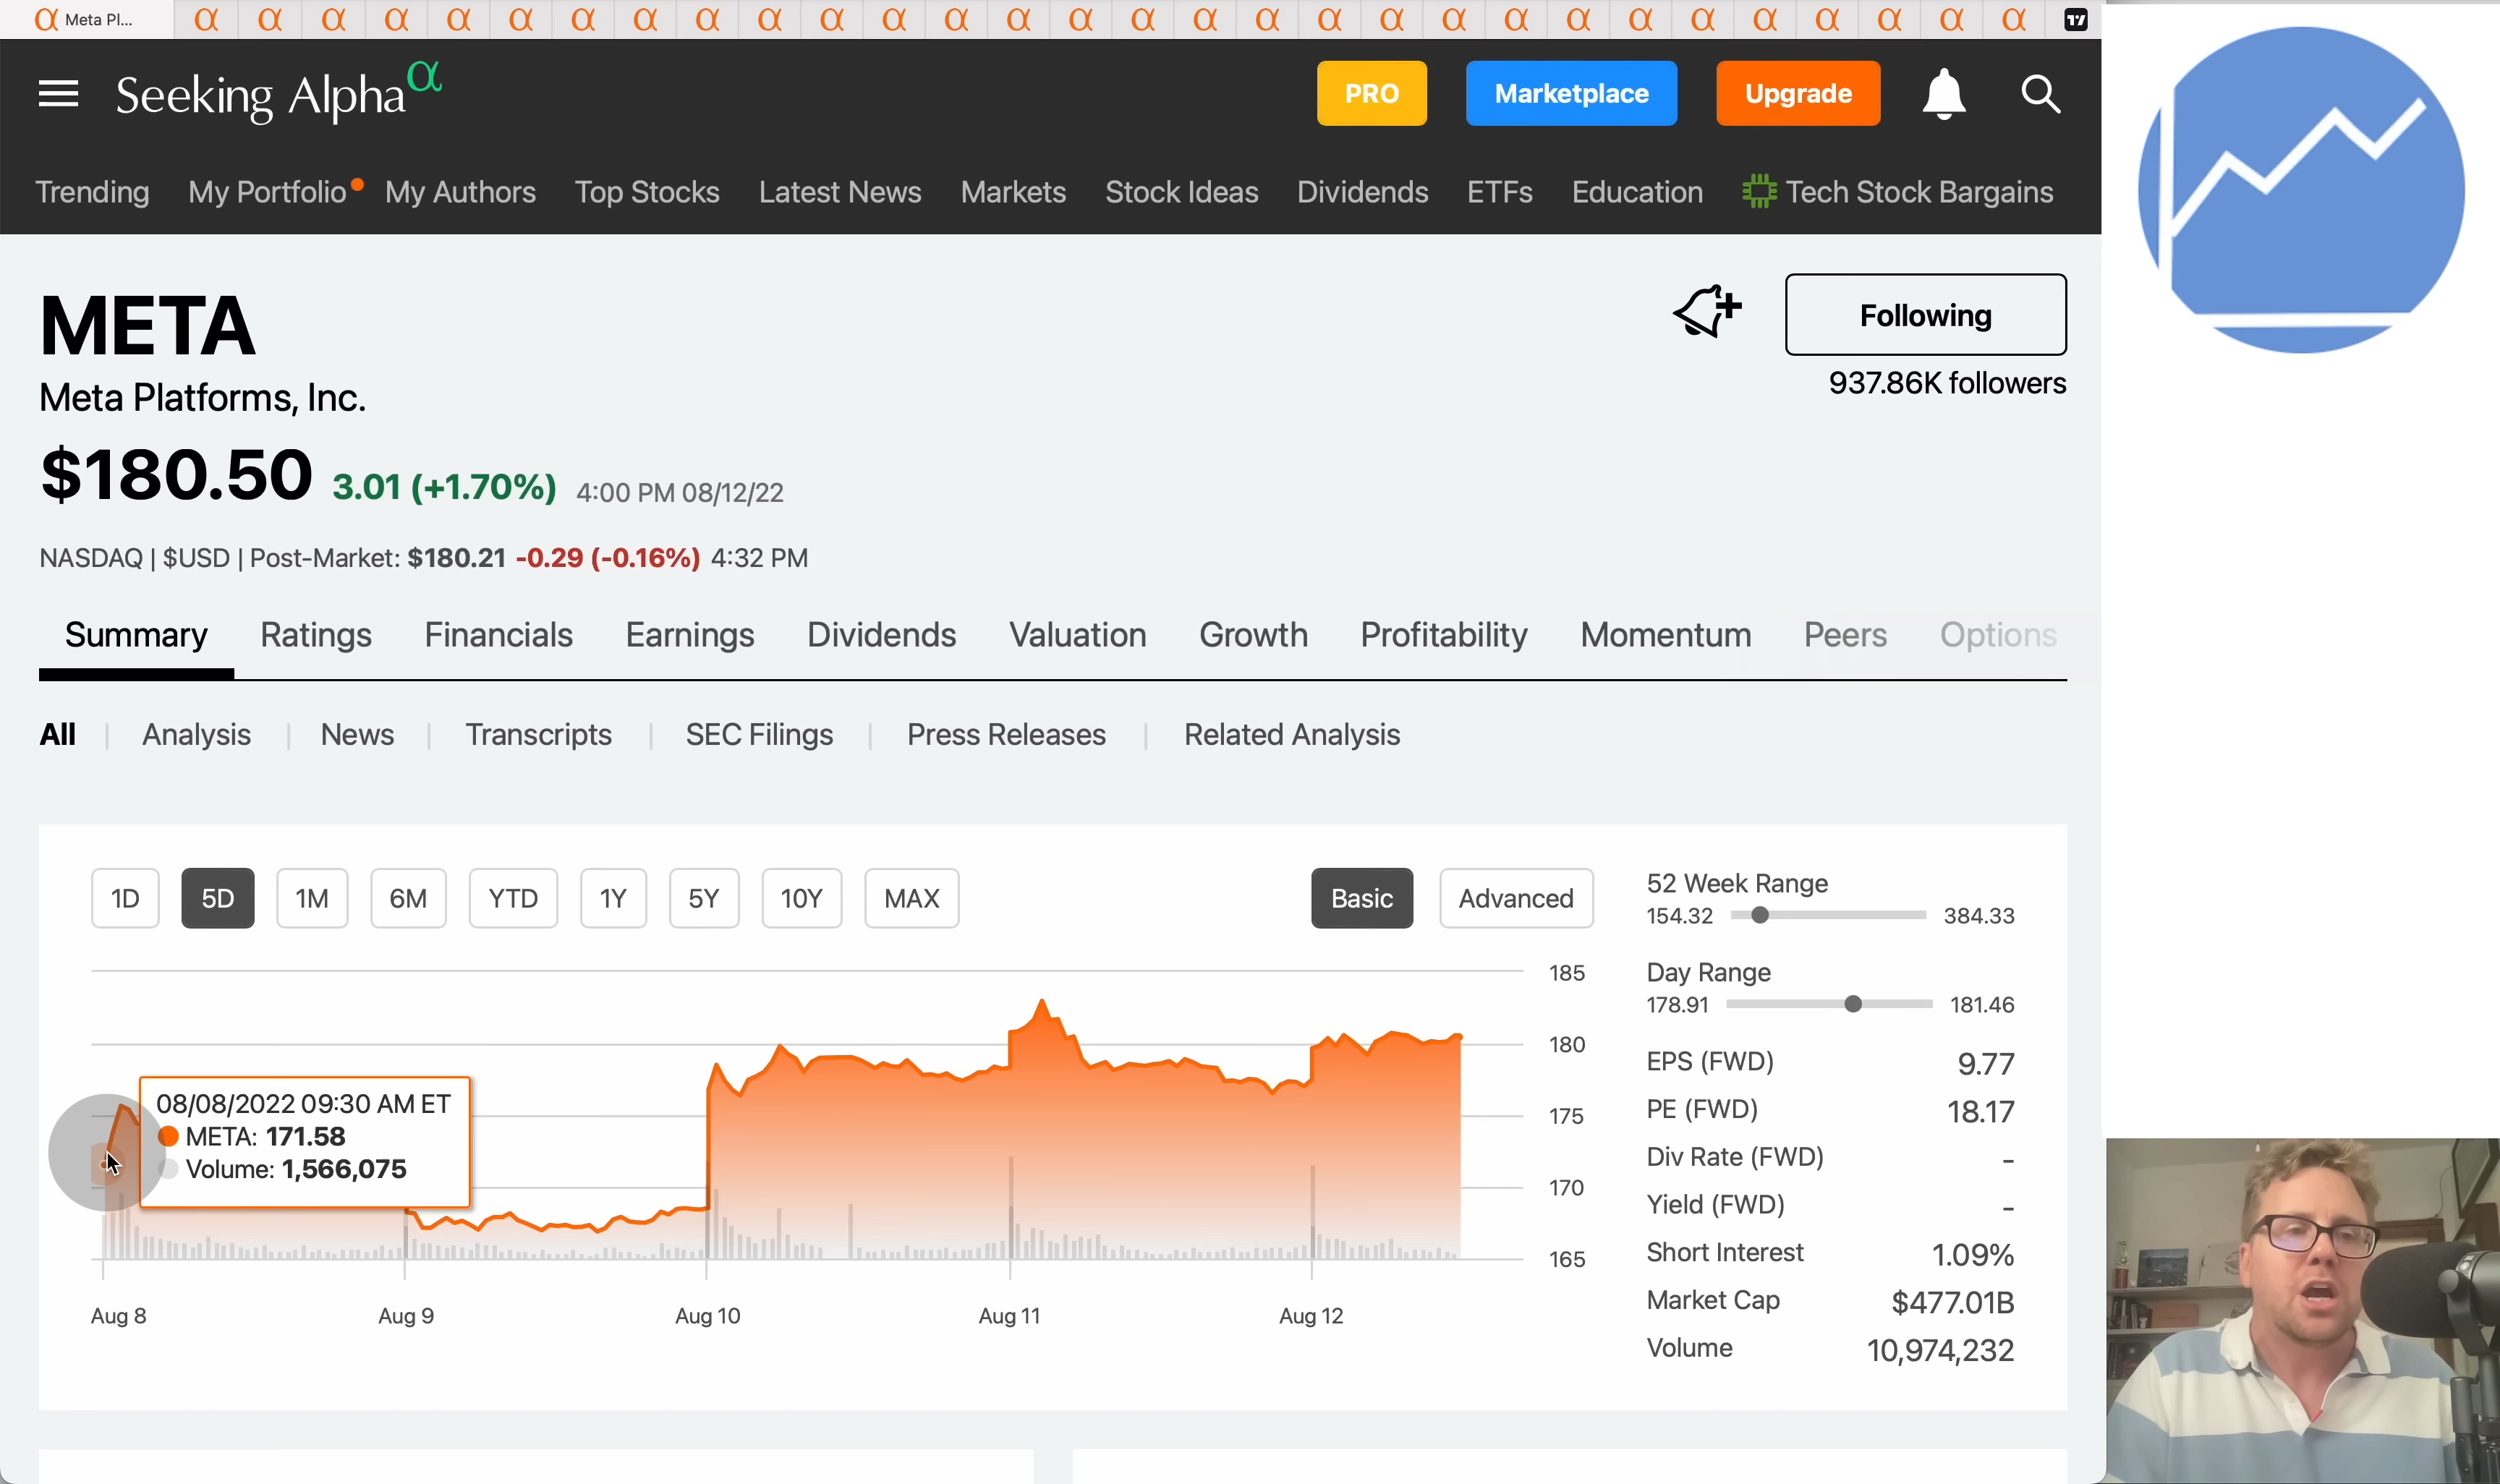 Meta Pl...
Seeking Alpha α
PRO
Marketplace
Upgrade
Trending
My Portfolio
My Authors
Top Stocks
Latest News
Markets
Stock Ideas
Dividends
ETFs
Education
Tech Stock Bargains
META
Following
937.86K followers
Meta Platforms, Inc.
$180.50 3.01 (+1.70%) 4:00 PM 08/12/22
NASDAQ | $USD | Post-Market: $180.21 -0.29 (-0.16%) 4:32 PM
Summary
Ratings
Financials
Earnings
Dividends
Valuation
Growth
Profitability
Momentum
Peers
Options
All | Analysis | News | Transcripts | SEC Filings | Press Releases | Related Analysis
1D
5D
1M
6M
YTD
1Y
5Y
10Y
MAX
Basic
Advanced
185
180
175
170
165
08/08/2022 09:30 AM ET
META: 171.58
Volume: 1,566,075
Aug 8
Aug 9
Aug 10
Aug 11
Aug 12
52 Week Range
154.32 384.33
Day Range
178.91 181.46
EPS (FWD) 9.77
PE (FWD) 18.17
Div Rate (FWD) -
Yield (FWD) -
Short Interest 1.09%
Market Cap $477.01B
Volume 10,974,232